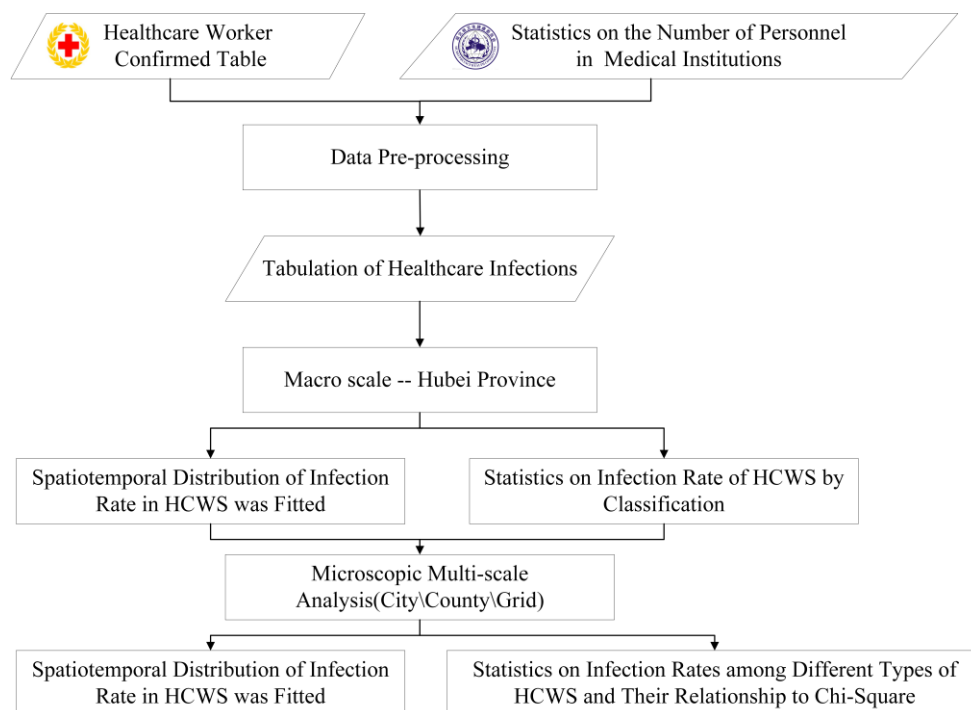 Healthcare Worker
Confirmed Table
Statistics on the Number of Personnel
in Medical Institutions
Data Pre-processing
Tabulation of Healthcare Infections
Macro scale -- Hubei Province
Spatiotemporal Distribution of Infection
Rate in HCWS was Fitted
Statistics on Infection Rate of HCWS by
Classification
Microscopic Multi-scale
Analysis(City\County\Grid)
Spatiotemporal Distribution of Infection
Rate in HCWS was Fitted
Statistics on Infection Rates among Different Types of
HCWS and Their Relationship to Chi-Square